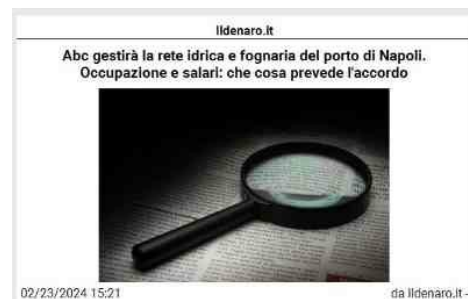 Ildenaro.it
Abc gestirà la rete idrica e fognaria del porto di Napoli.
Occupazione e salari: che cosa prevede l'accordo
02/23/2024 15:21
da Ildenaro.it -